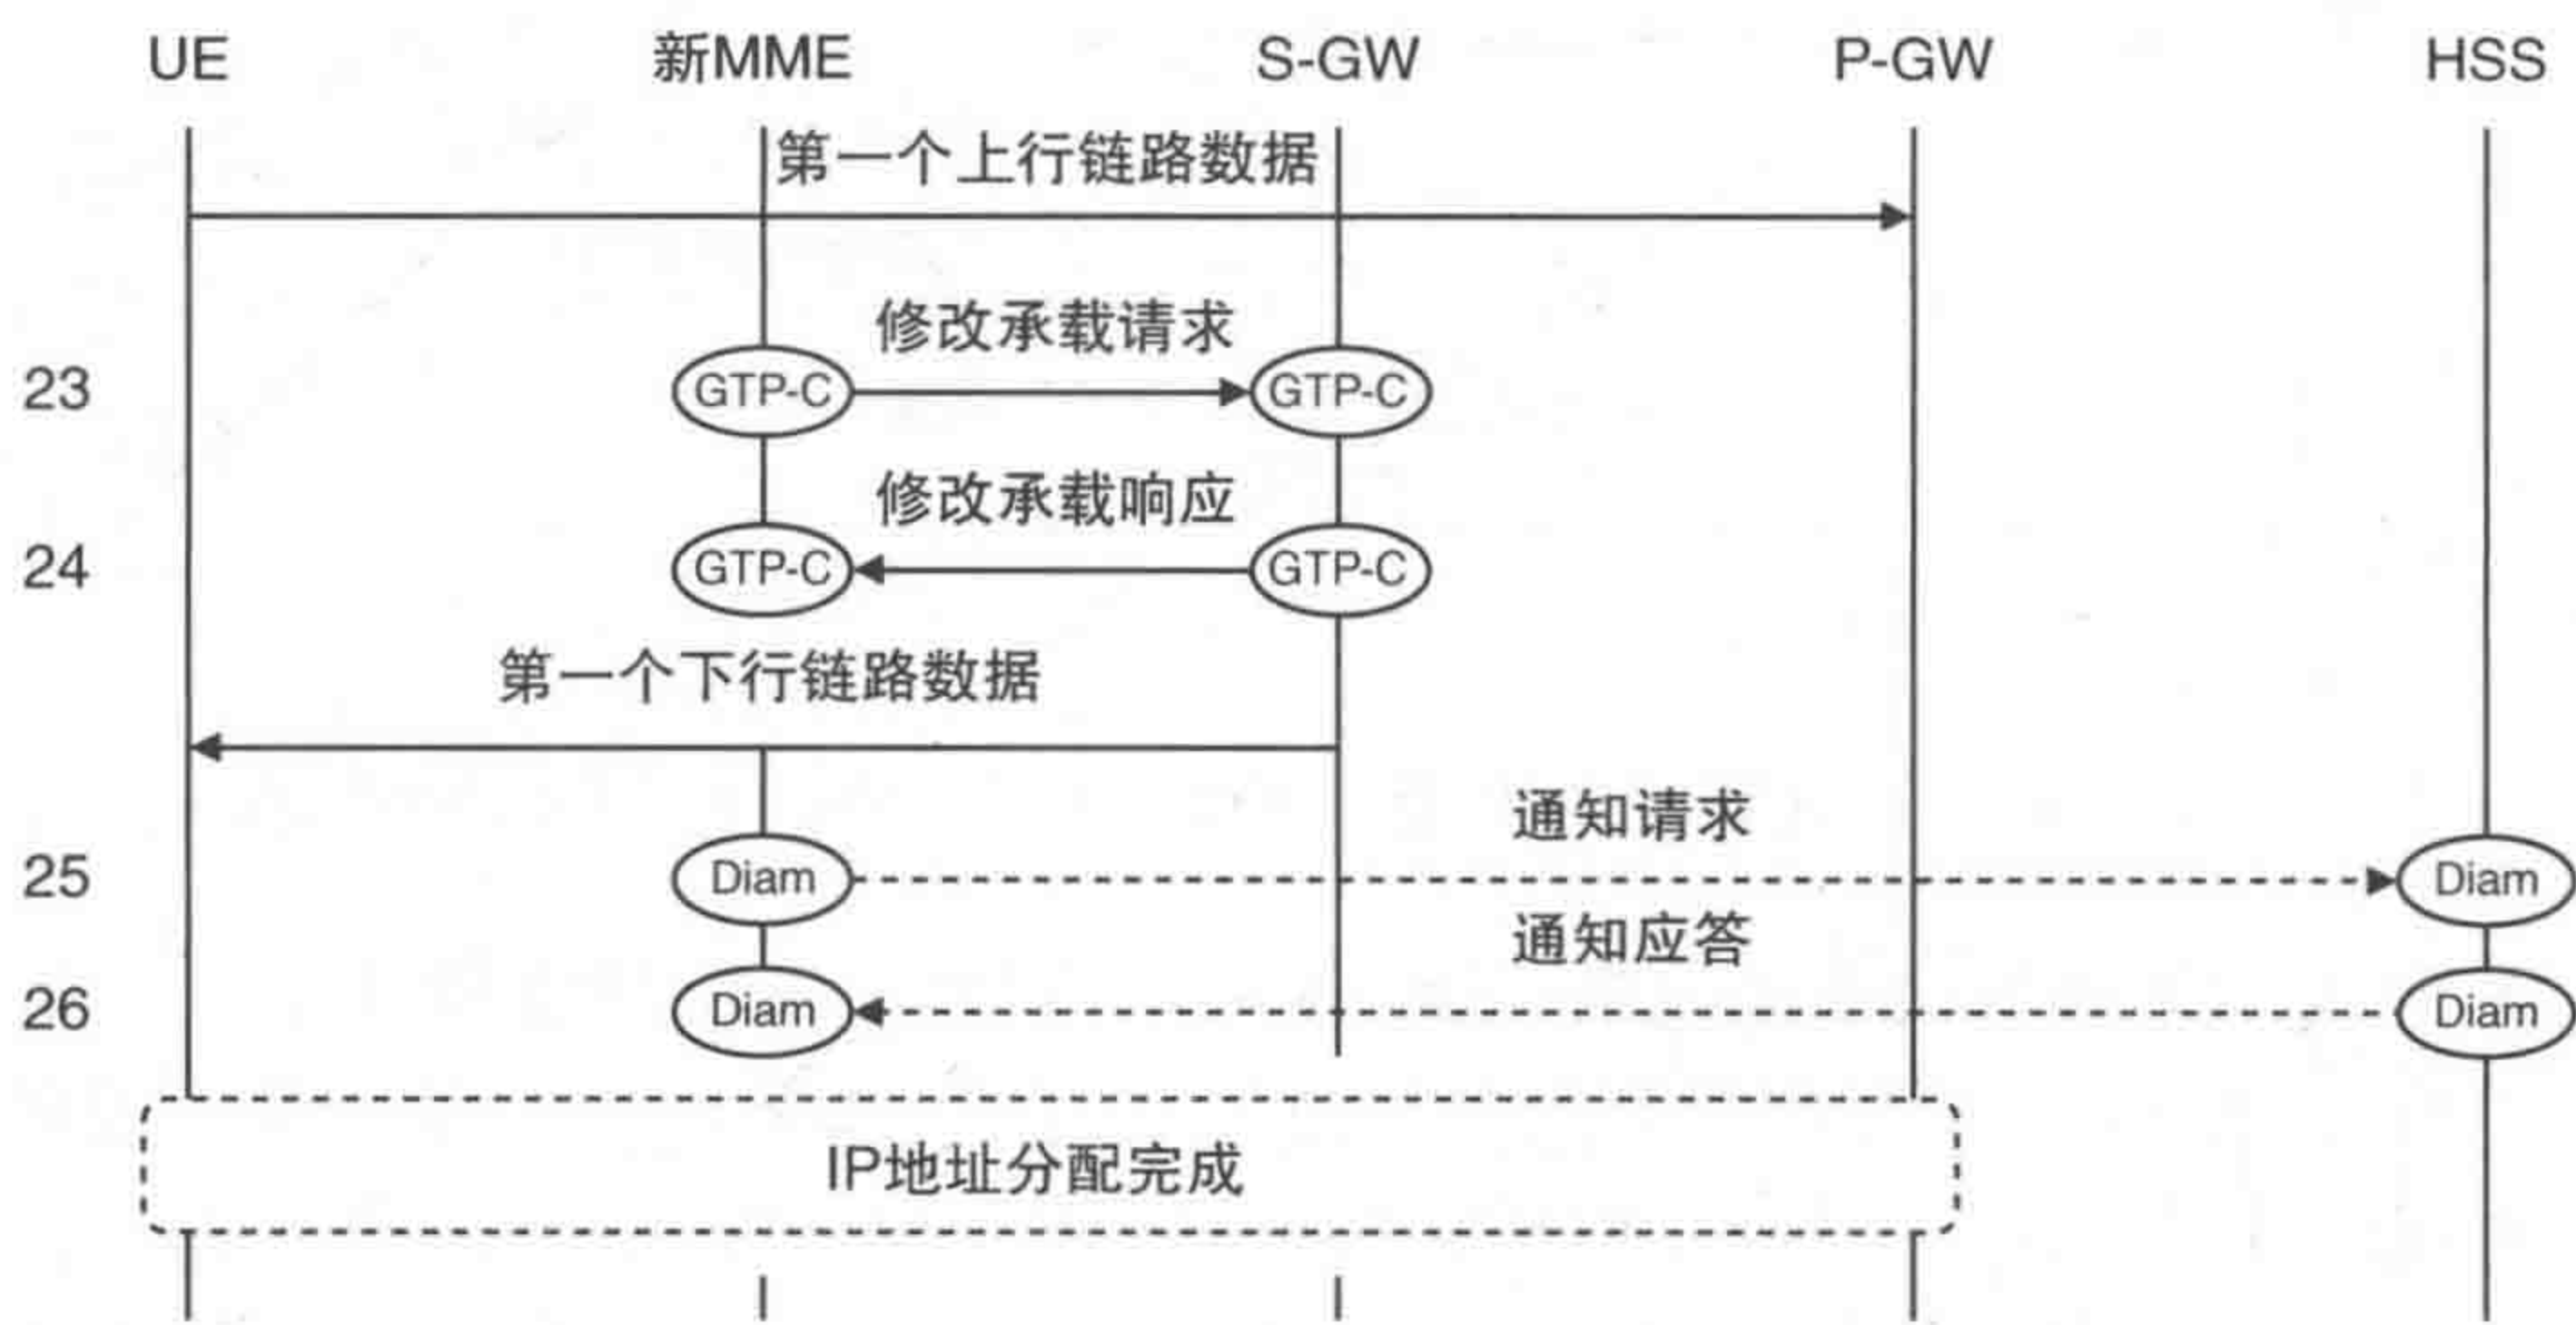 UE 新MME S-GW P-GW HSS
第一个上行链路数据
修改承载请求
23 GTP-C GTP-C
修改承载响应
24 GTP-C GTP-C
第一个下行链路数据
通知请求
25 Diam Diam
通知应答
26 Diam Diam
IP地址分配完成